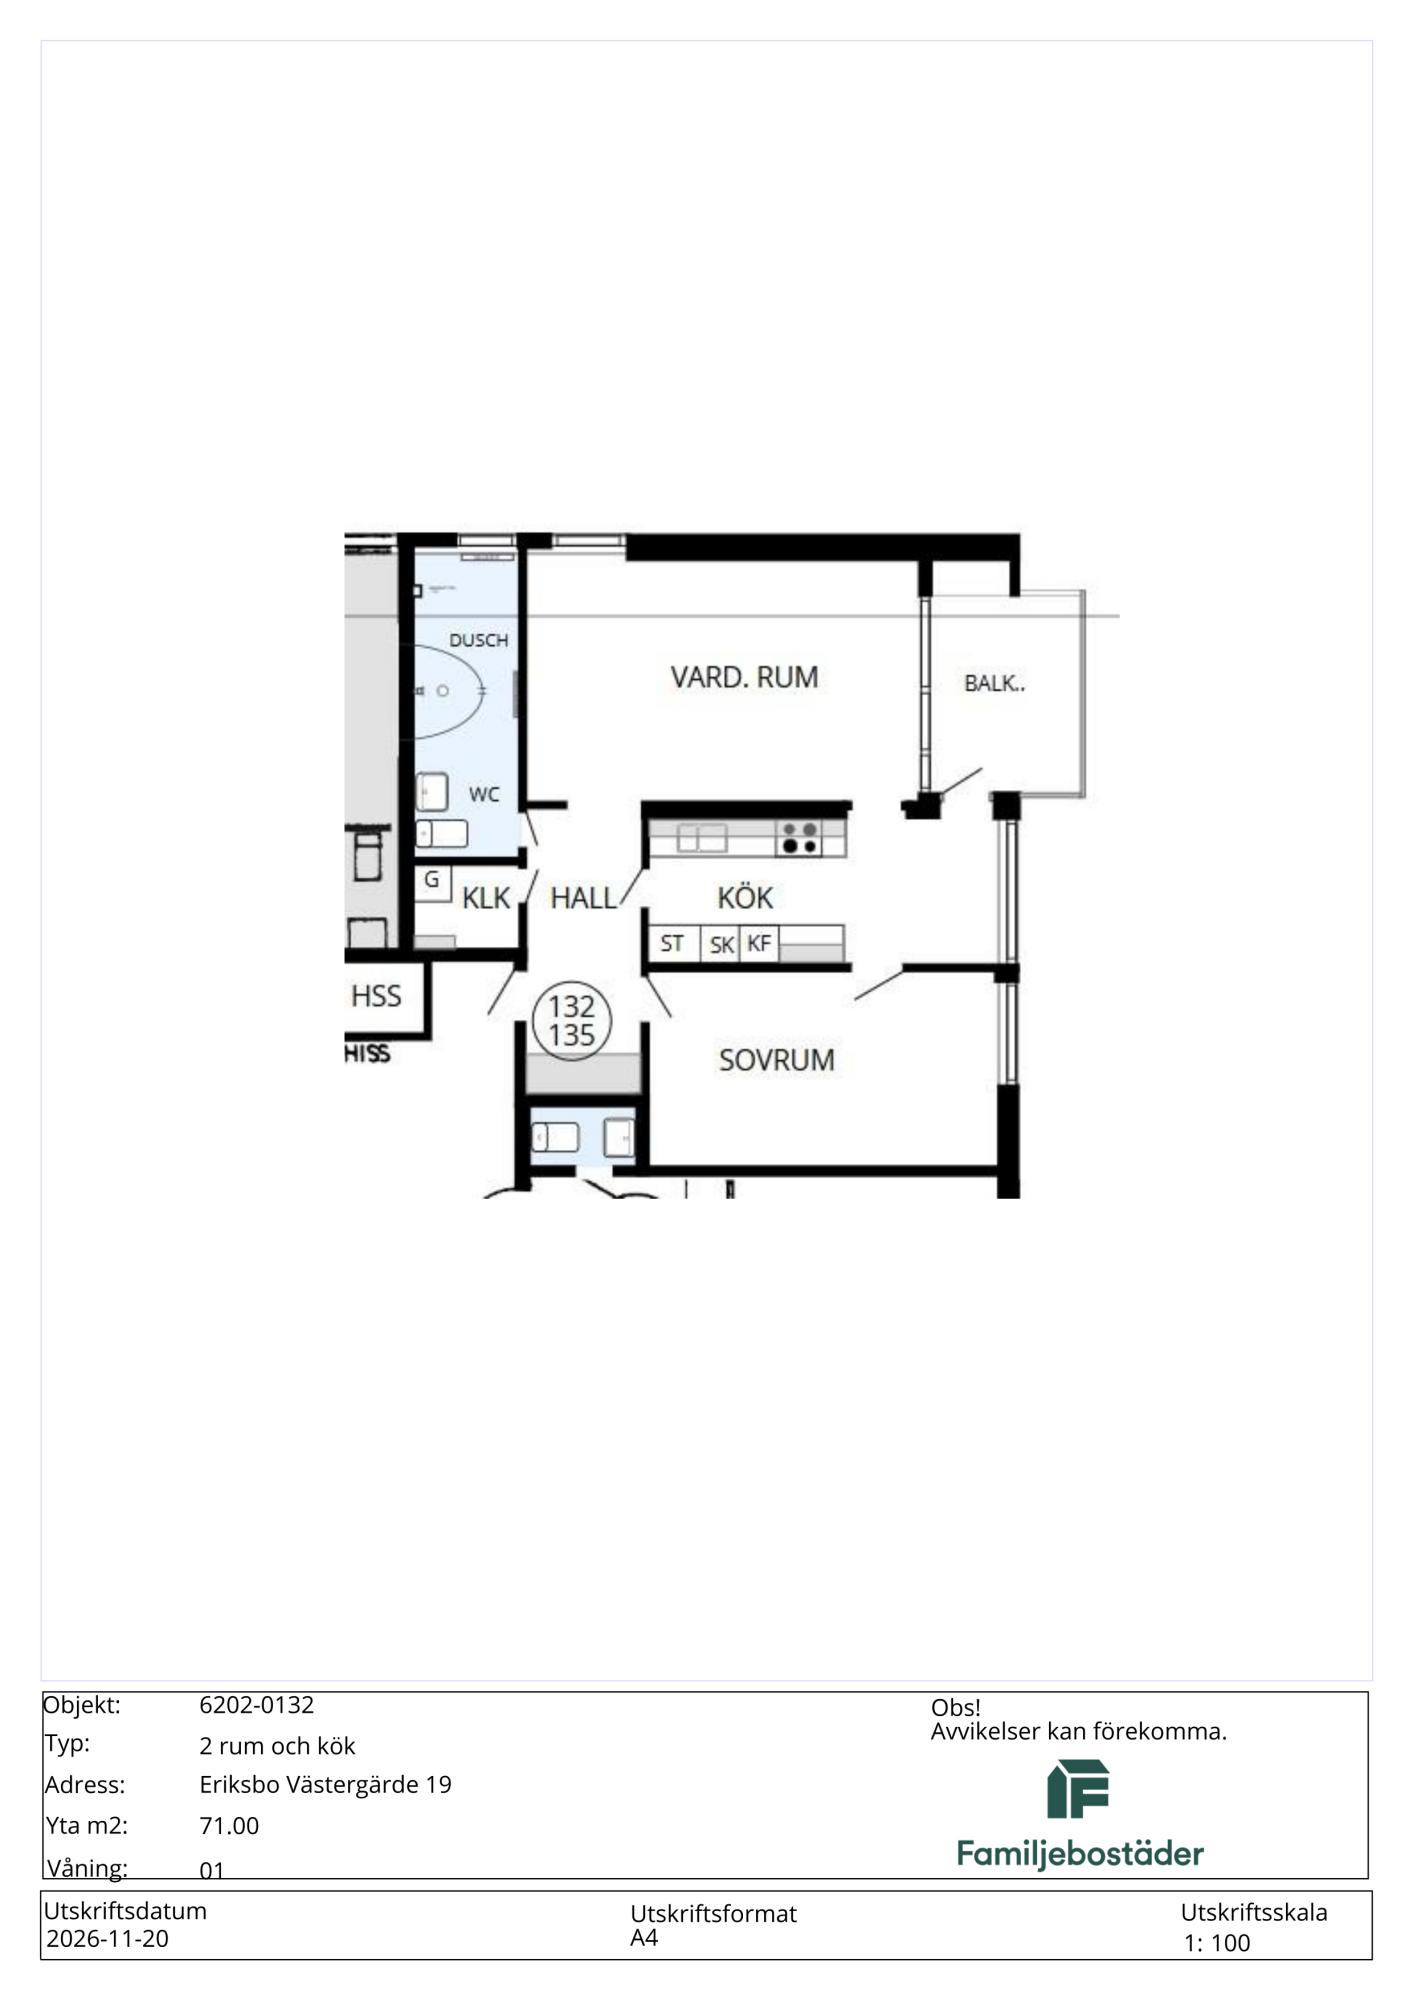 DUSCH
VARD. RUM
BALK..
WC
G
KLK
HALL
KÖK
ST
SK
KF
HSS
132
135
HISS
SOVRUM
Objekt: 6202-0132
Typ: 2 rum och kök
Adress: Eriksbo Västergärde 19
Yta m2: 71.00
Våning: 01
Obs!
Avvikelser kan förekomma.
Familjebostäder
Utskriftsdatum
2026-11-20
Utskriftsformat
A4
Utskriftsskala
1: 100